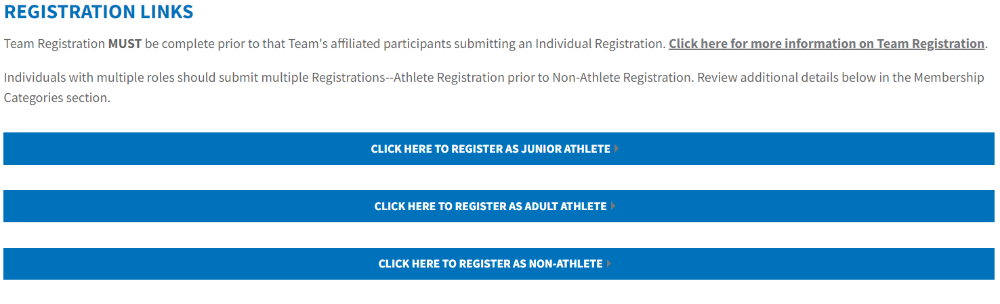 REGISTRATION LINKS
Team Registration MUST be complete prior to that Team's affiliated participants submitting an Individual Registration. Click here for more information on Team Registration.
Individuals with multiple roles should submit multiple Registrations--Athlete Registration prior to Non-Athlete Registration. Review additional details below in the Membership
Categories section.
CLICK HERE TO REGISTER AS JUNIOR ATHLETE
CLICK HERE TO REGISTER AS ADULT ATHLETE
CLICK HERE TO REGISTER AS NON-ATHLETE